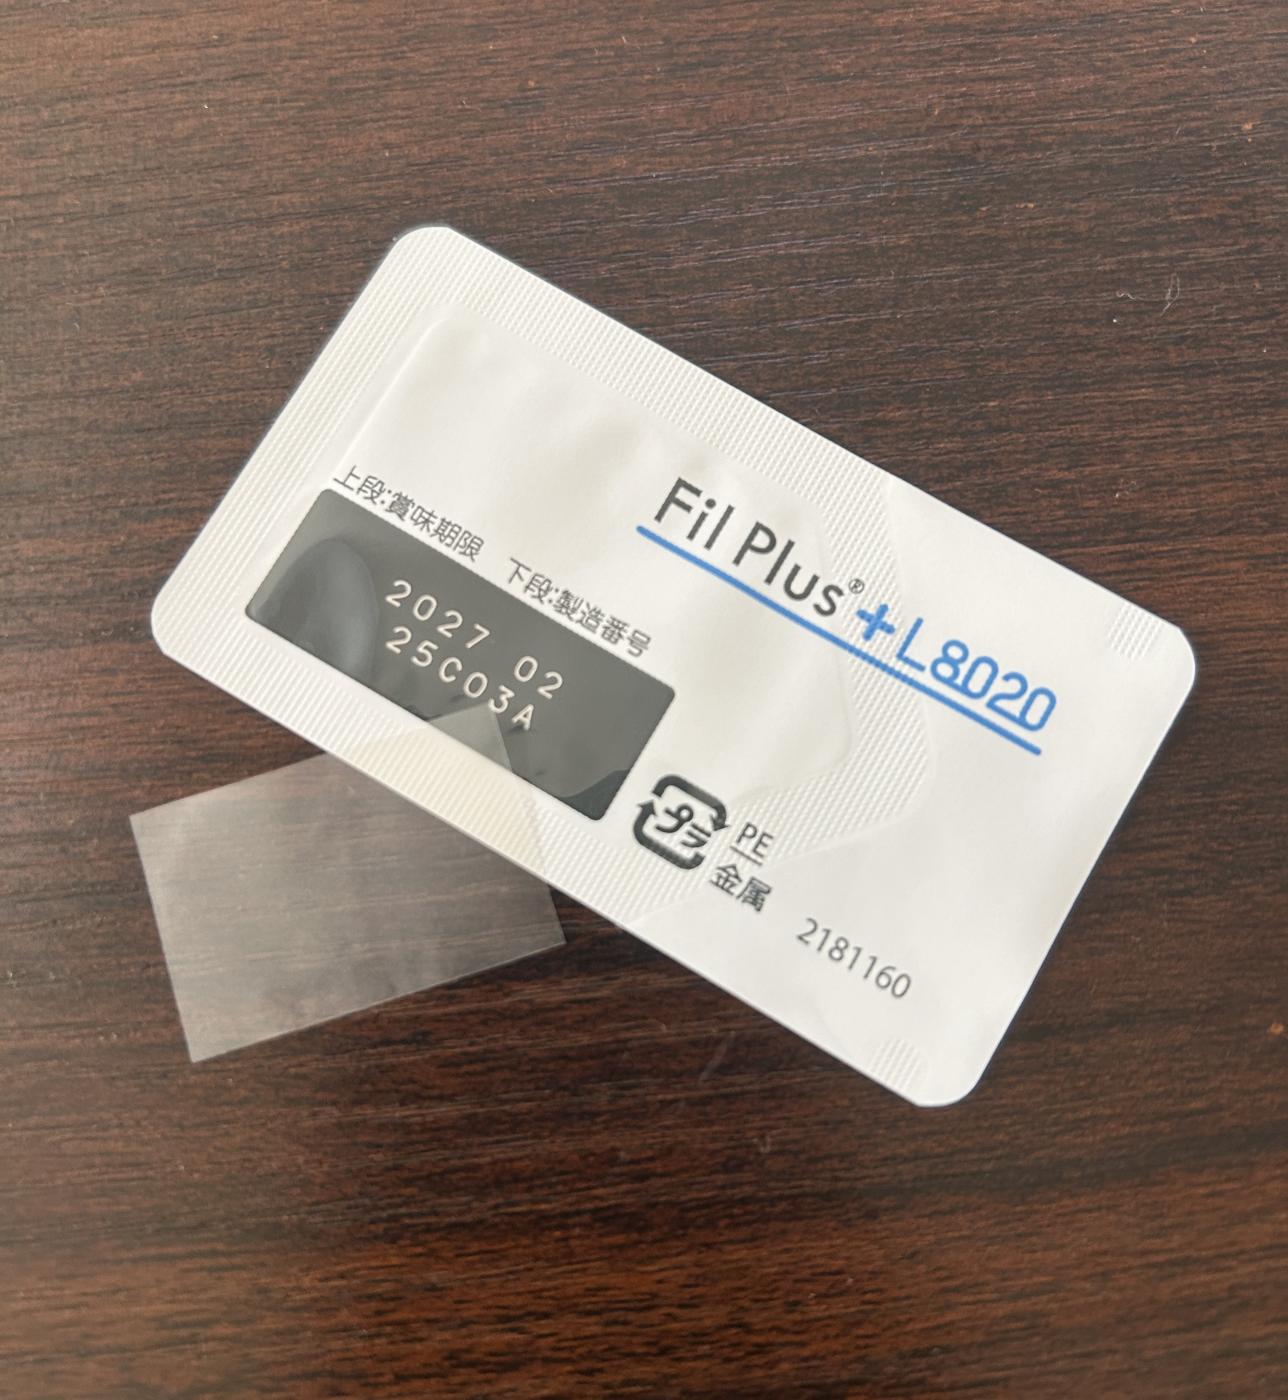 Fil Plus®+L8020
上段:賞味期限 下段:製造番号
2027 02
25C03A
プラ
PE
金属
2181160